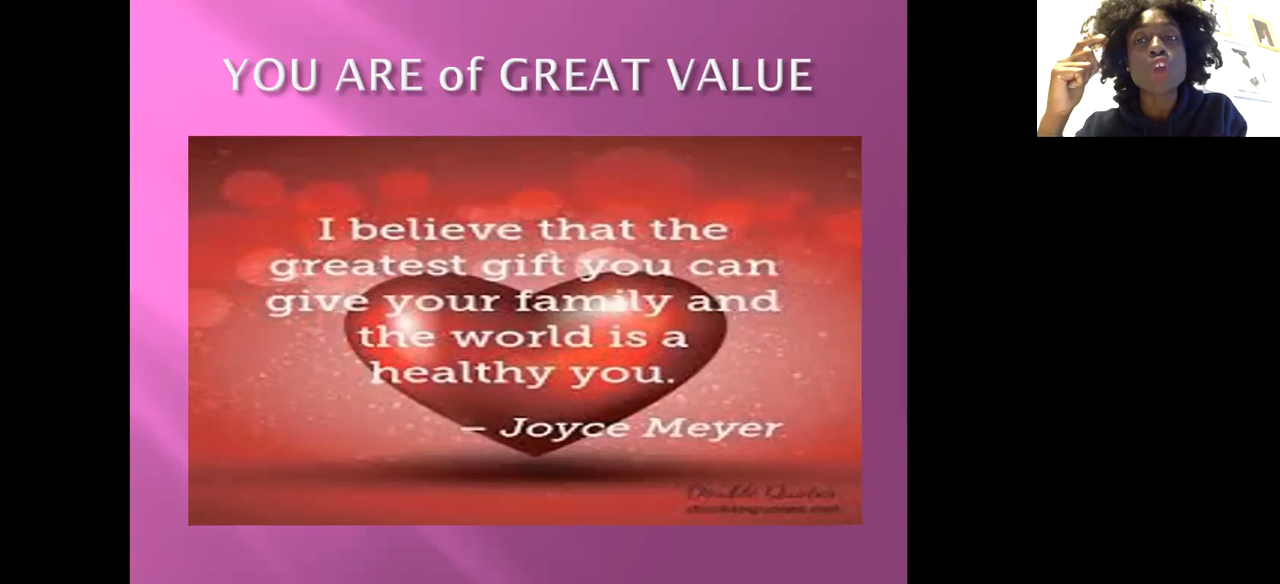 YOU ARE of GREAT VALUE
I believe that the
greatest gift you can
give your family and
the world is a
healthy you.
– Joyce Meyer
Quotes